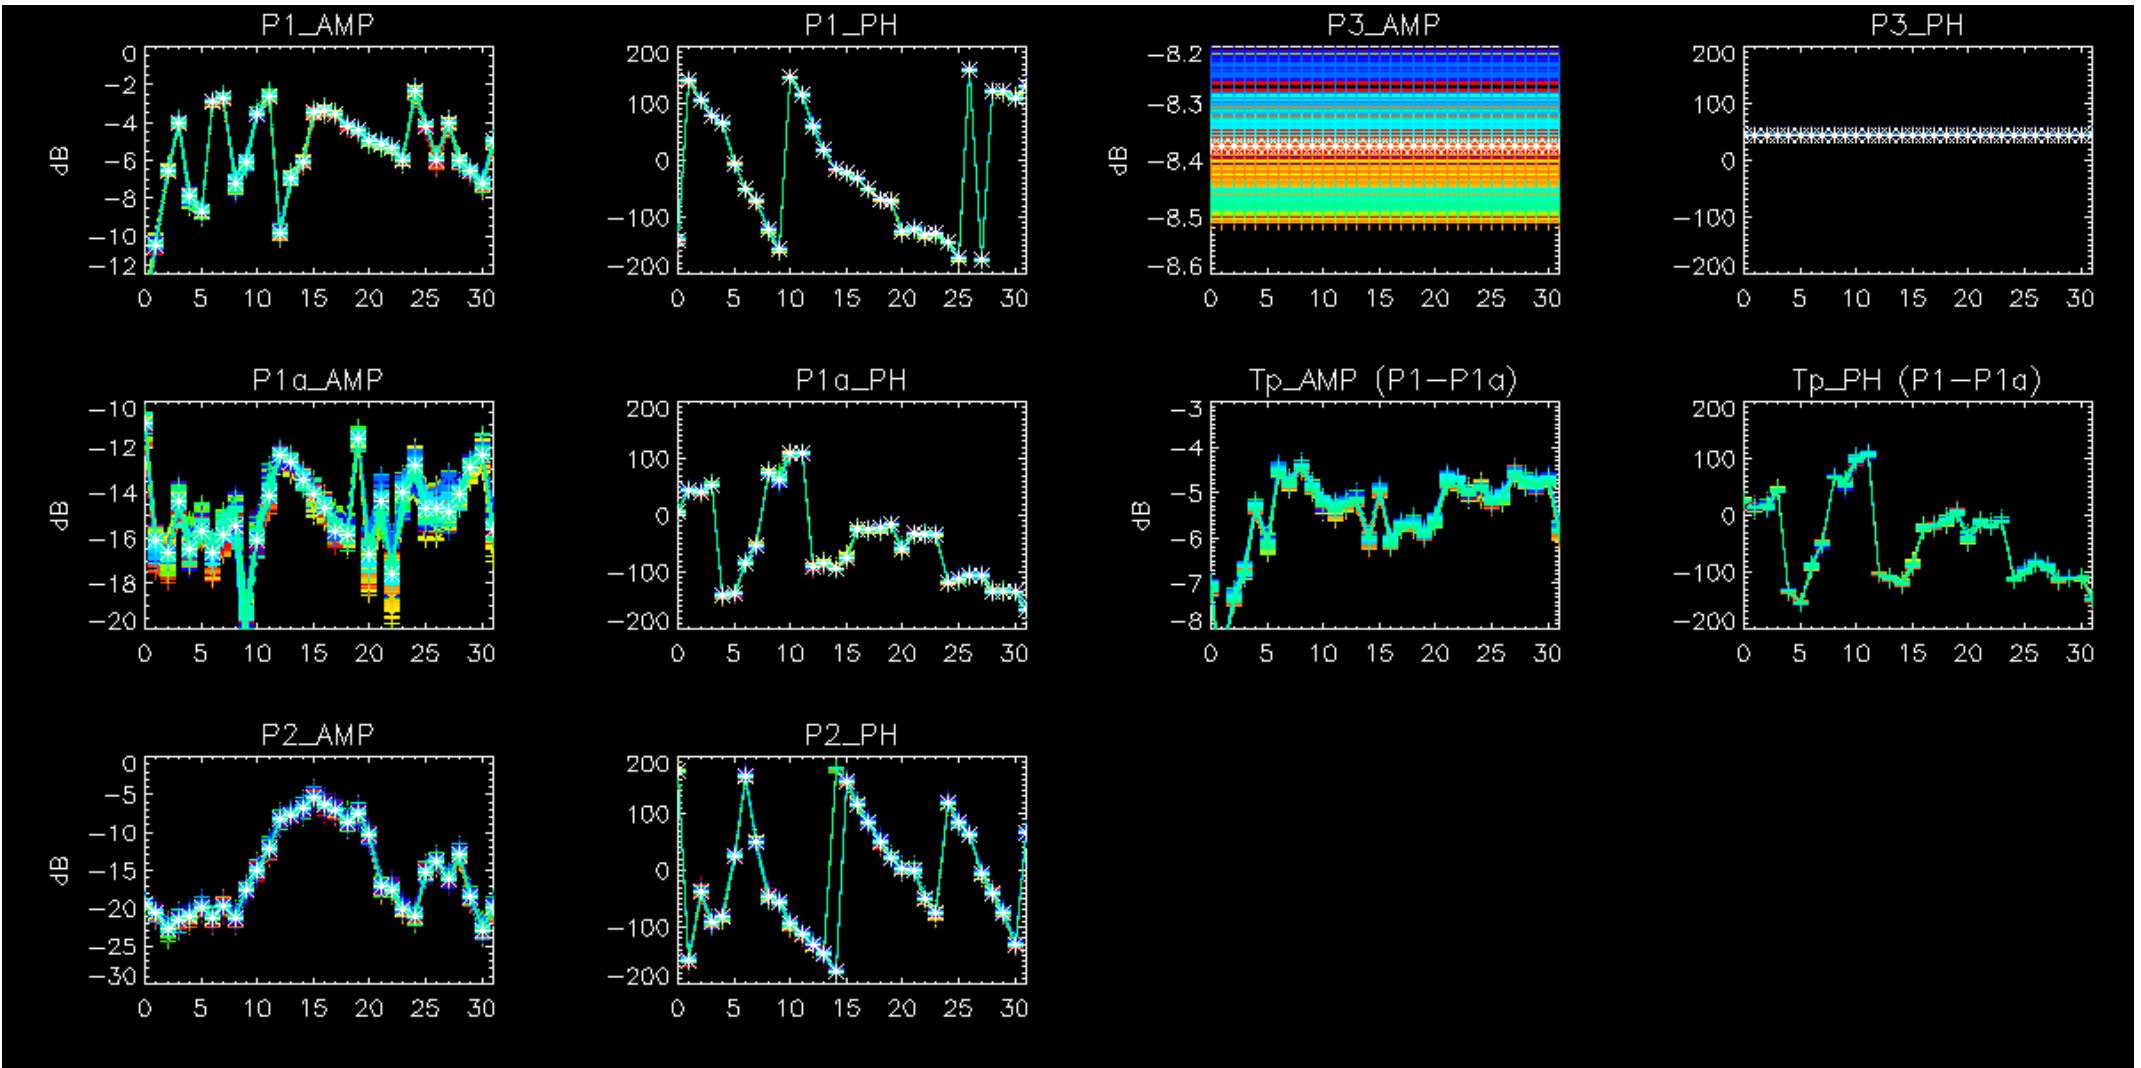 P1_AMP P1_PH P3_AMP P3_PH
0 200 -8.2 200
-2
100 -8.3 100
-4
dB -6 0 dB -8.4 0
-8
-100 -8.5 -100
-10
-12 -200 -8.6 -200
0 5 10 15 20 25 30 0 5 10 15 20 25 30 0 5 10 15 20 25 30 0 5 10 15 20 25 30
P1a_AMP P1a_PH Tp_AMP (P1-P1a) Tp_PH (P1-P1a)
-10 200 -3 200
-12 100 -4 100
dB -14 0 dB -5 0
-16 -6
-18 -100 -7 -100
-20 -200 -8 -200
0 5 10 15 20 25 30 0 5 10 15 20 25 30 0 5 10 15 20 25 30 0 5 10 15 20 25 30
P2_AMP P2_PH
0 200
-5
100
-10
dB -15 0
-20
-100
-25
-30 -200
0 5 10 15 20 25 30 0 5 10 15 20 25 30